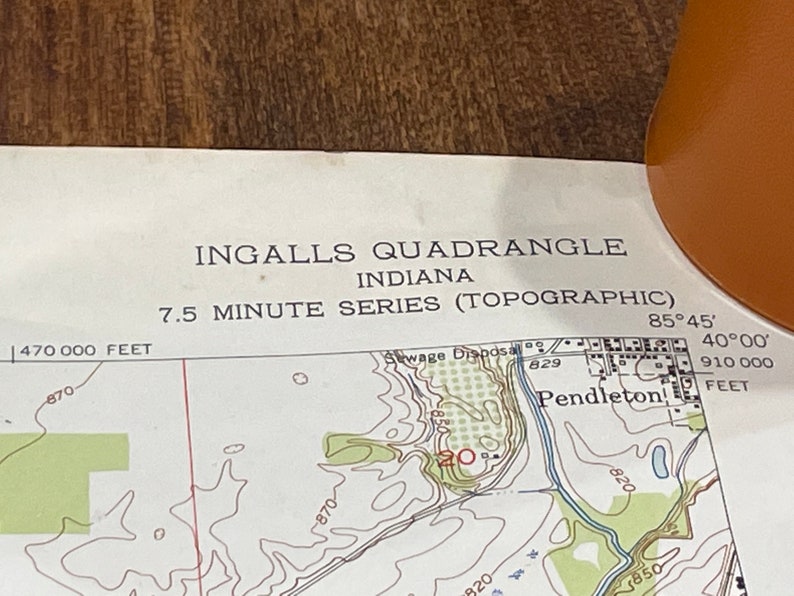 INGALLS QUADRANGLE
INDIANA
7.5 MINUTE SERIES (TOPOGRAPHIC)
85°45'
40°00'
470 000 FEET
910 000
FEET
Sewage Disposal
829
Pendleton
870
850
20
820
870
850
820